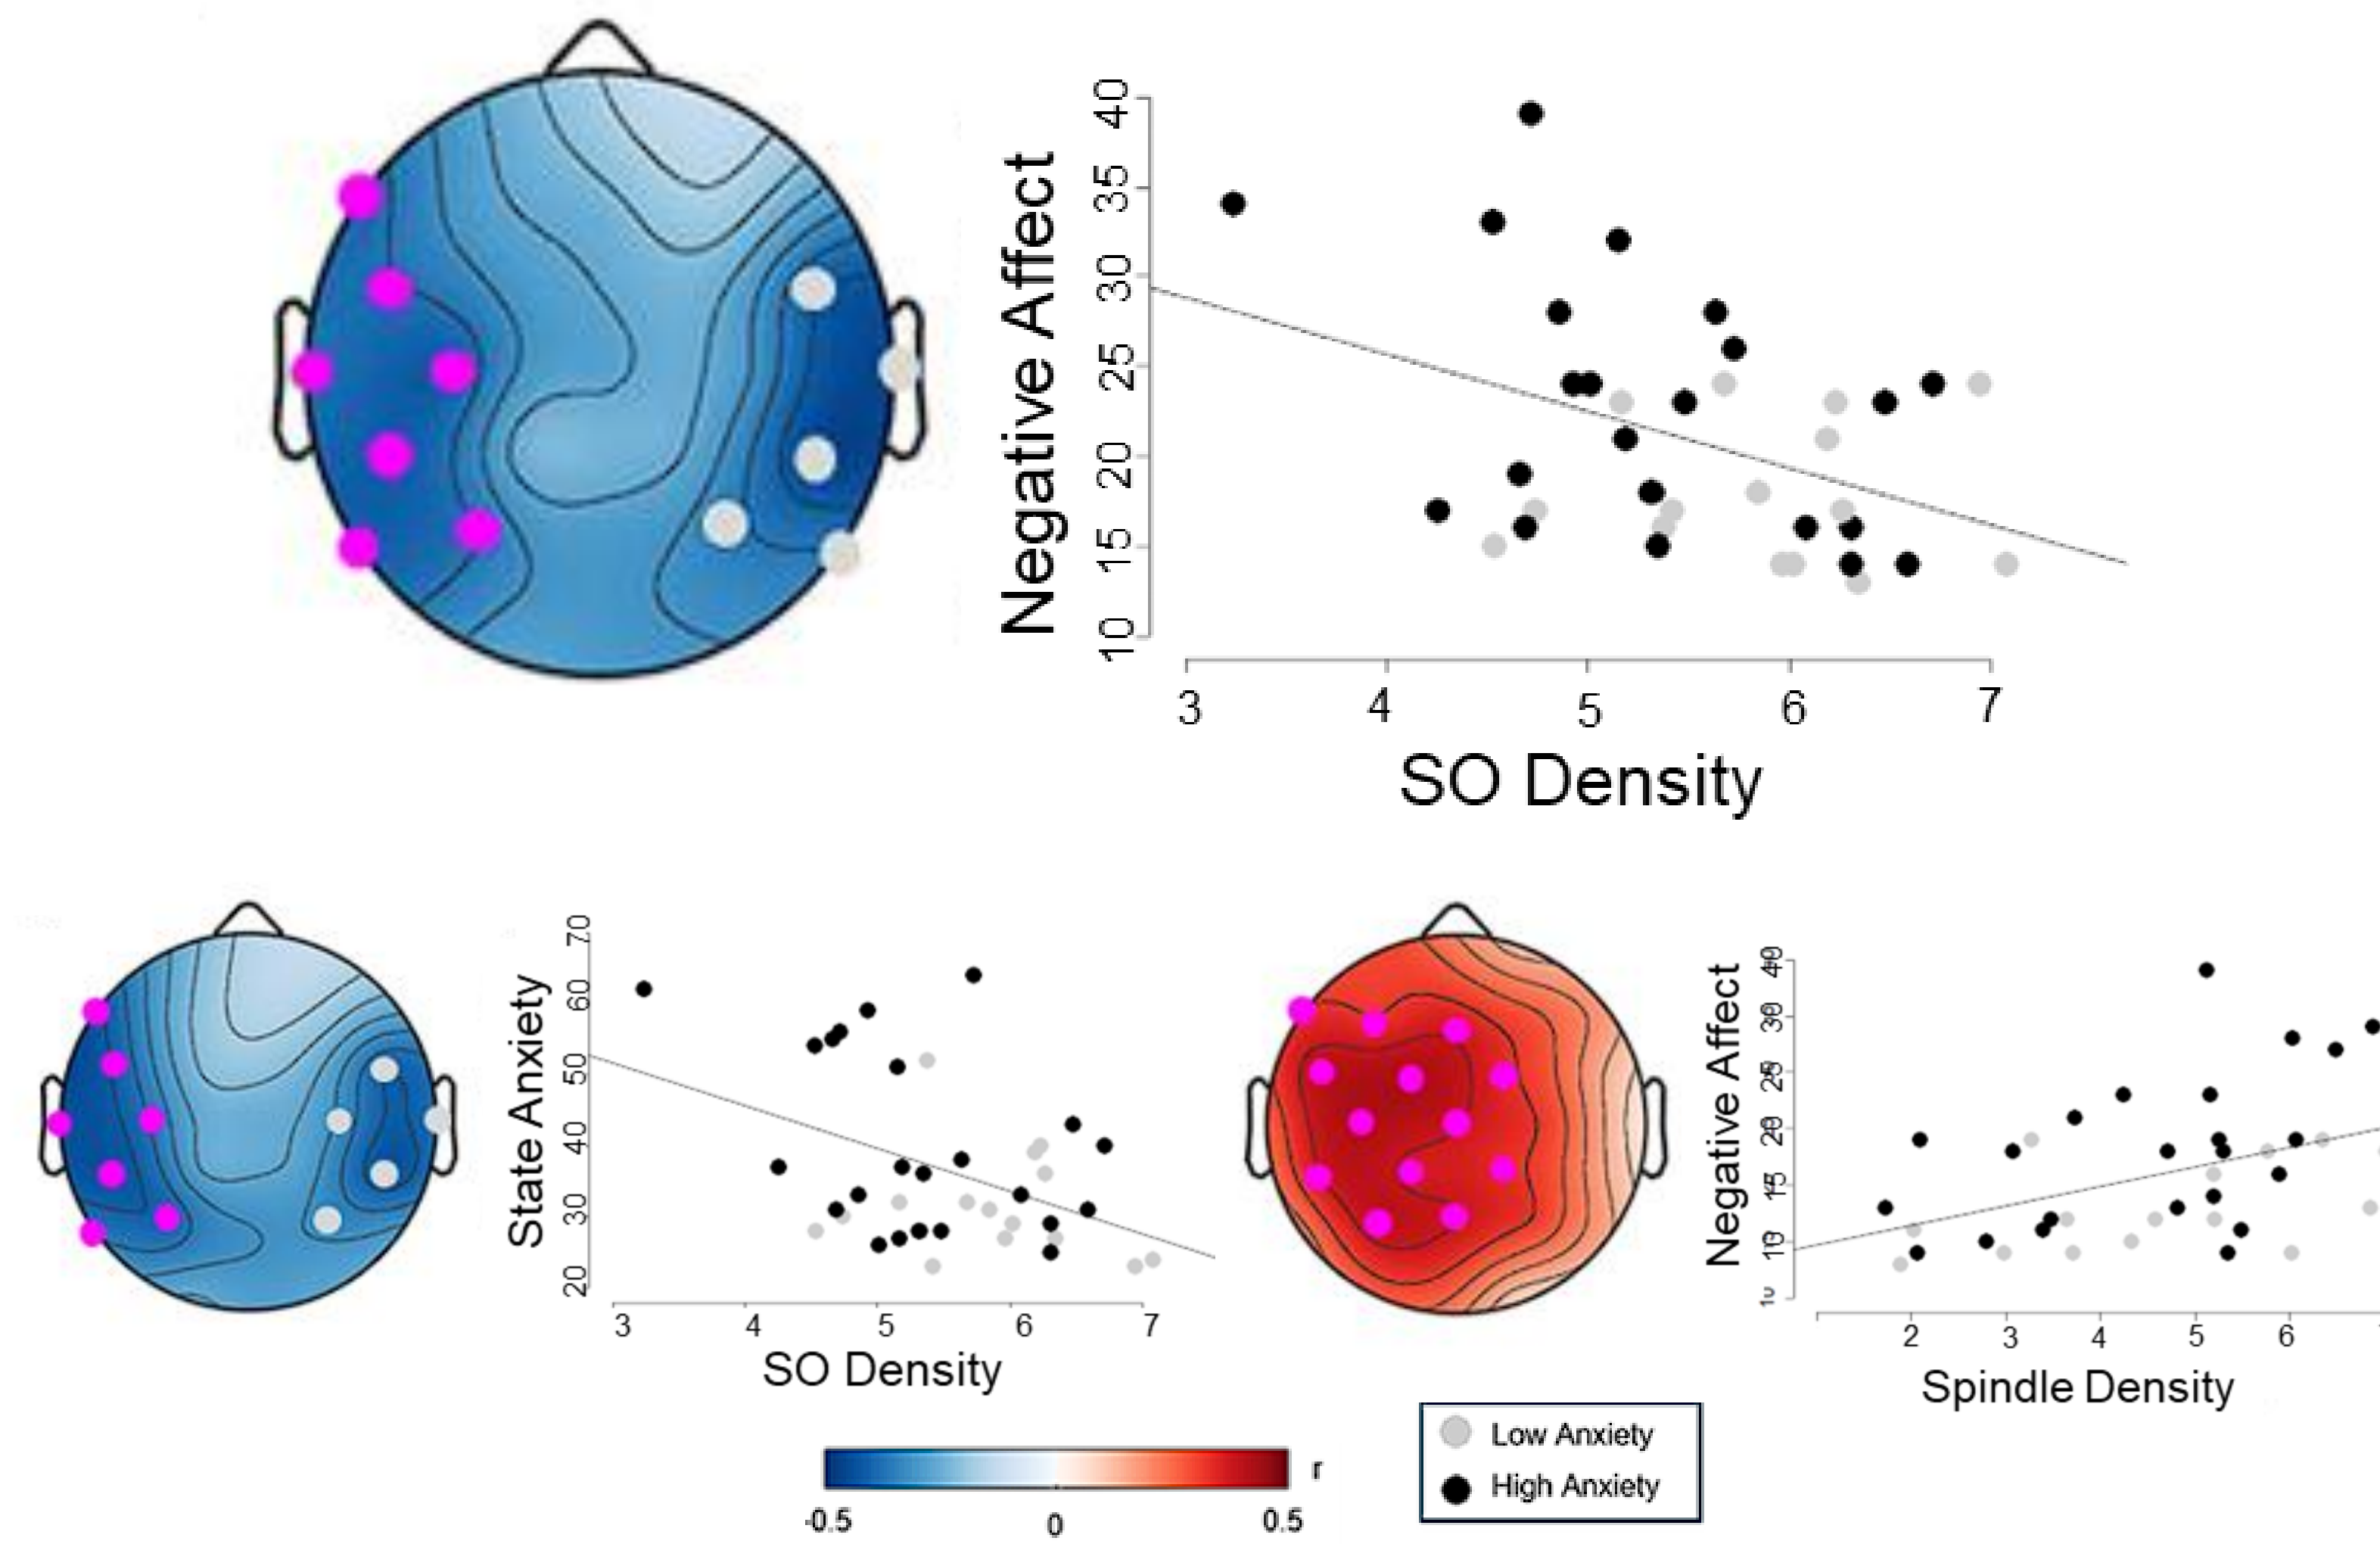 40
35
30
25
20
15
10
Negative Affect
3 4 5 6 7
SO Density
70
60
50
40
30
20
State Anxiety
3 4 5 6 7
SO Density
Negative Affect
2 3 4 5 6
Spindle Density
-0.5 0 0.5
r
Low Anxiety
High Anxiety